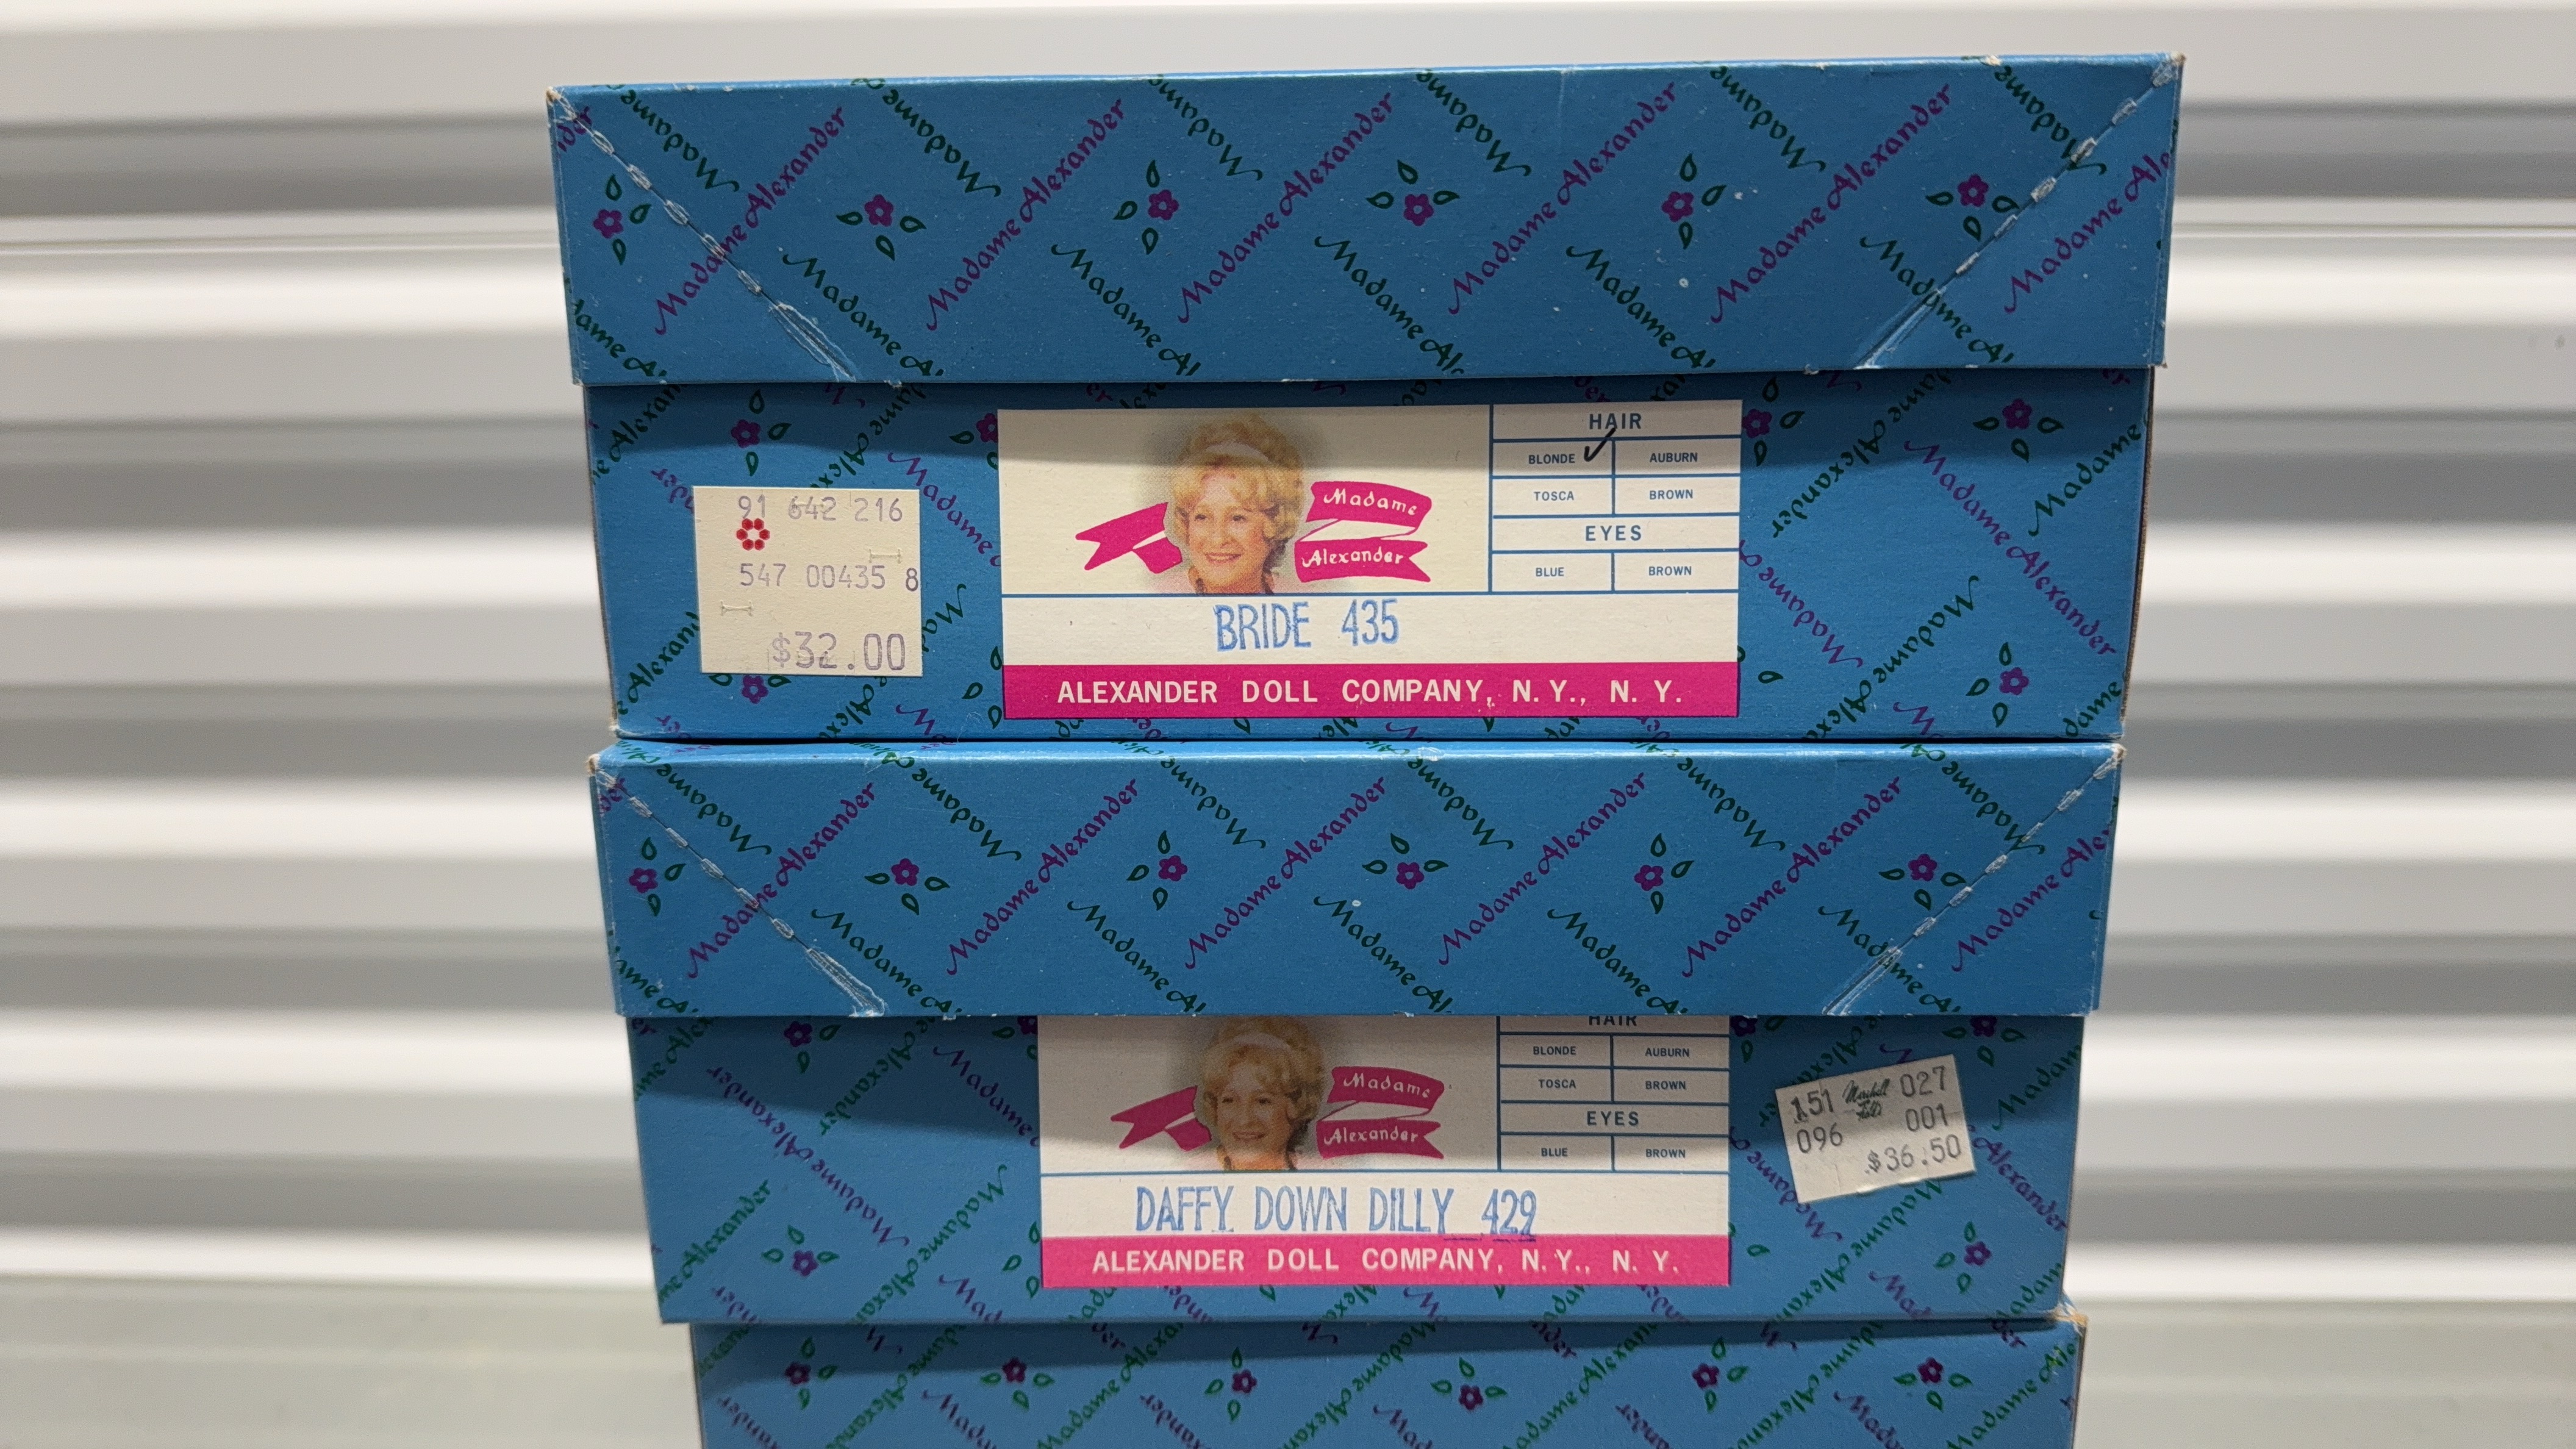 Madame Alexander
91 642 216
547 00435 8
$32.00
Madame
Alexander
HAIR
BLONDE ✓ AUBURN
TOSCA BROWN
EYES
BLUE BROWN
BRIDE 435
ALEXANDER DOLL COMPANY, N.Y., N.Y.
Madame Alexander
Madame
Alexander
HAIR
BLONDE AUBURN
TOSCA BROWN
EYES
BLUE BROWN
DAFFY DOWN DILLY 429
ALEXANDER DOLL COMPANY, N.Y., N.Y.
151 027
096 001
$36.50
Madame Alexander